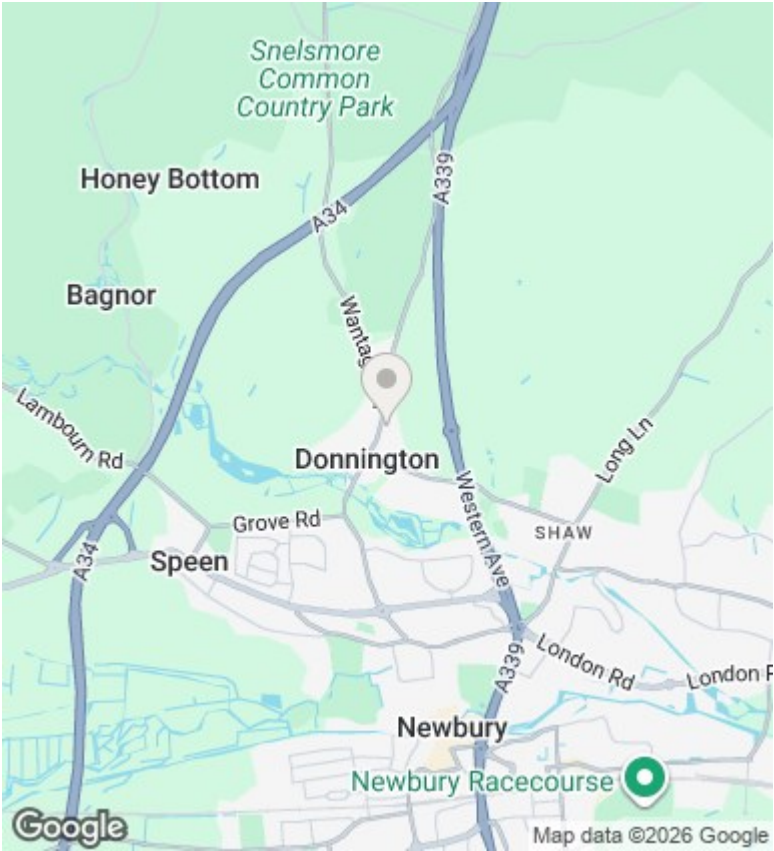 Snelsmore
Common
Country Park
Honey Bottom
A34
A339
Bagnor
Wantag
Lambourn Rd
Donnington
Long Ln
Western Ave
Grove Rd
SHAW
Speen
A34
A339
London Rd
London R
Newbury
Newbury Racecourse
Google
Map data ©2026 Google